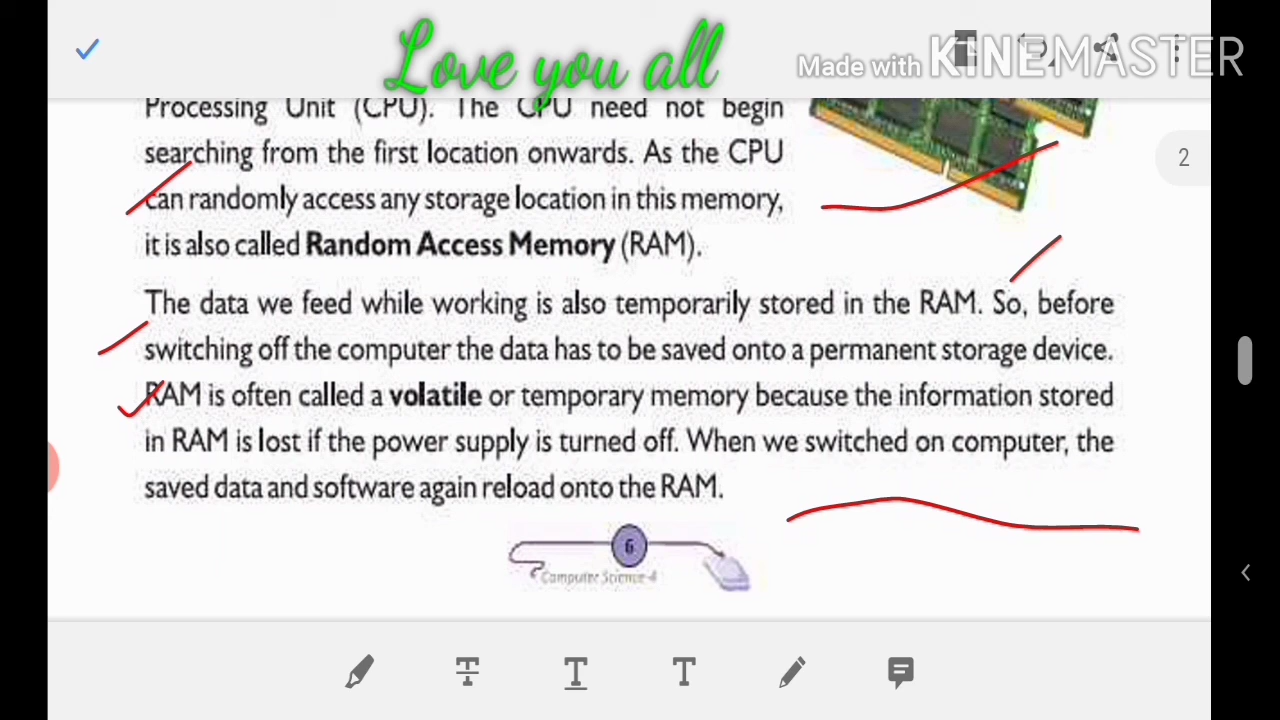 Love you all
Made with KINEMASTER
Processing Unit (CPU). The CPU need not begin
2
searching from the first location onwards. As the CPU
can randomly access any storage location in this memory,
it is also called Random Access Memory (RAM).
The data we feed while working is also temporarily stored in the RAM. So, before
switching off the computer the data has to be saved onto a permanent storage device.
RAM is often called a volatile or temporary memory because the information stored
in RAM is lost if the power supply is turned off. When we switched on computer, the
saved data and software again reload onto the RAM.
6
Computer Science-4
T
T
T